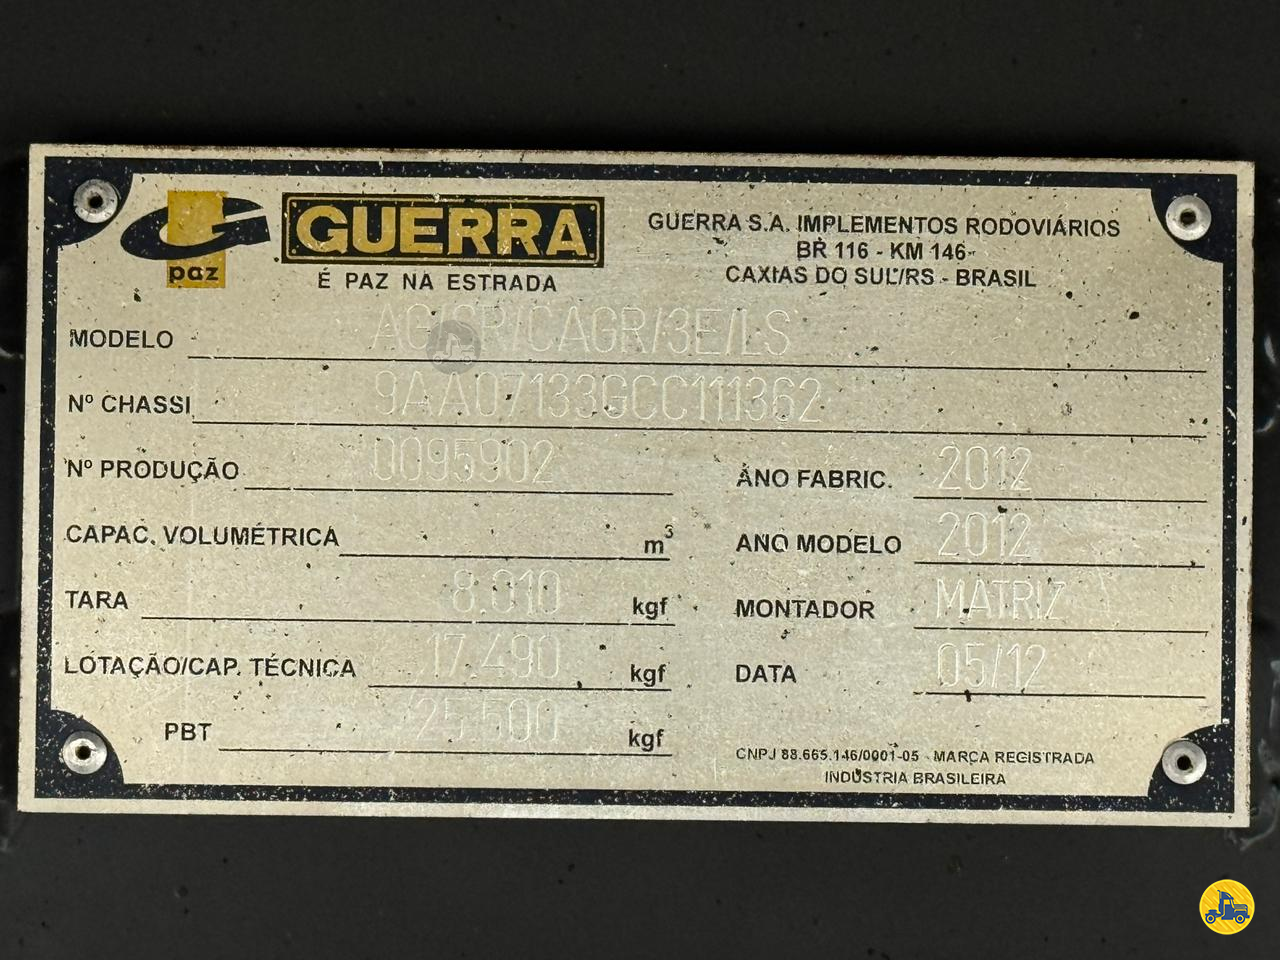 paz
GUERRA
É PAZ NA ESTRADA
GUERRA S.A. IMPLEMENTOS RODOVIÁRIOS
BR 116 - KM 146
CAXIAS DO SUL/RS - BRASIL
MODELO AG/SR/CAGR/3E/LS
Nº CHASSI 9AA07133GCC111362
Nº PRODUÇÃO 0095902
ANO FABRIC. 2012
CAPAC. VOLUMÉTRICA m³
ANO MODELO 2012
TARA 8.010 kgf
MONTADOR MATRIZ
LOTAÇÃO/CAP. TÉCNICA 17.490 kgf
DATA 05/12
PBT 25.500 kgf
CNPJ 88.665.146/0001-05 - MARCA REGISTRADA
INDÚSTRIA BRASILEIRA